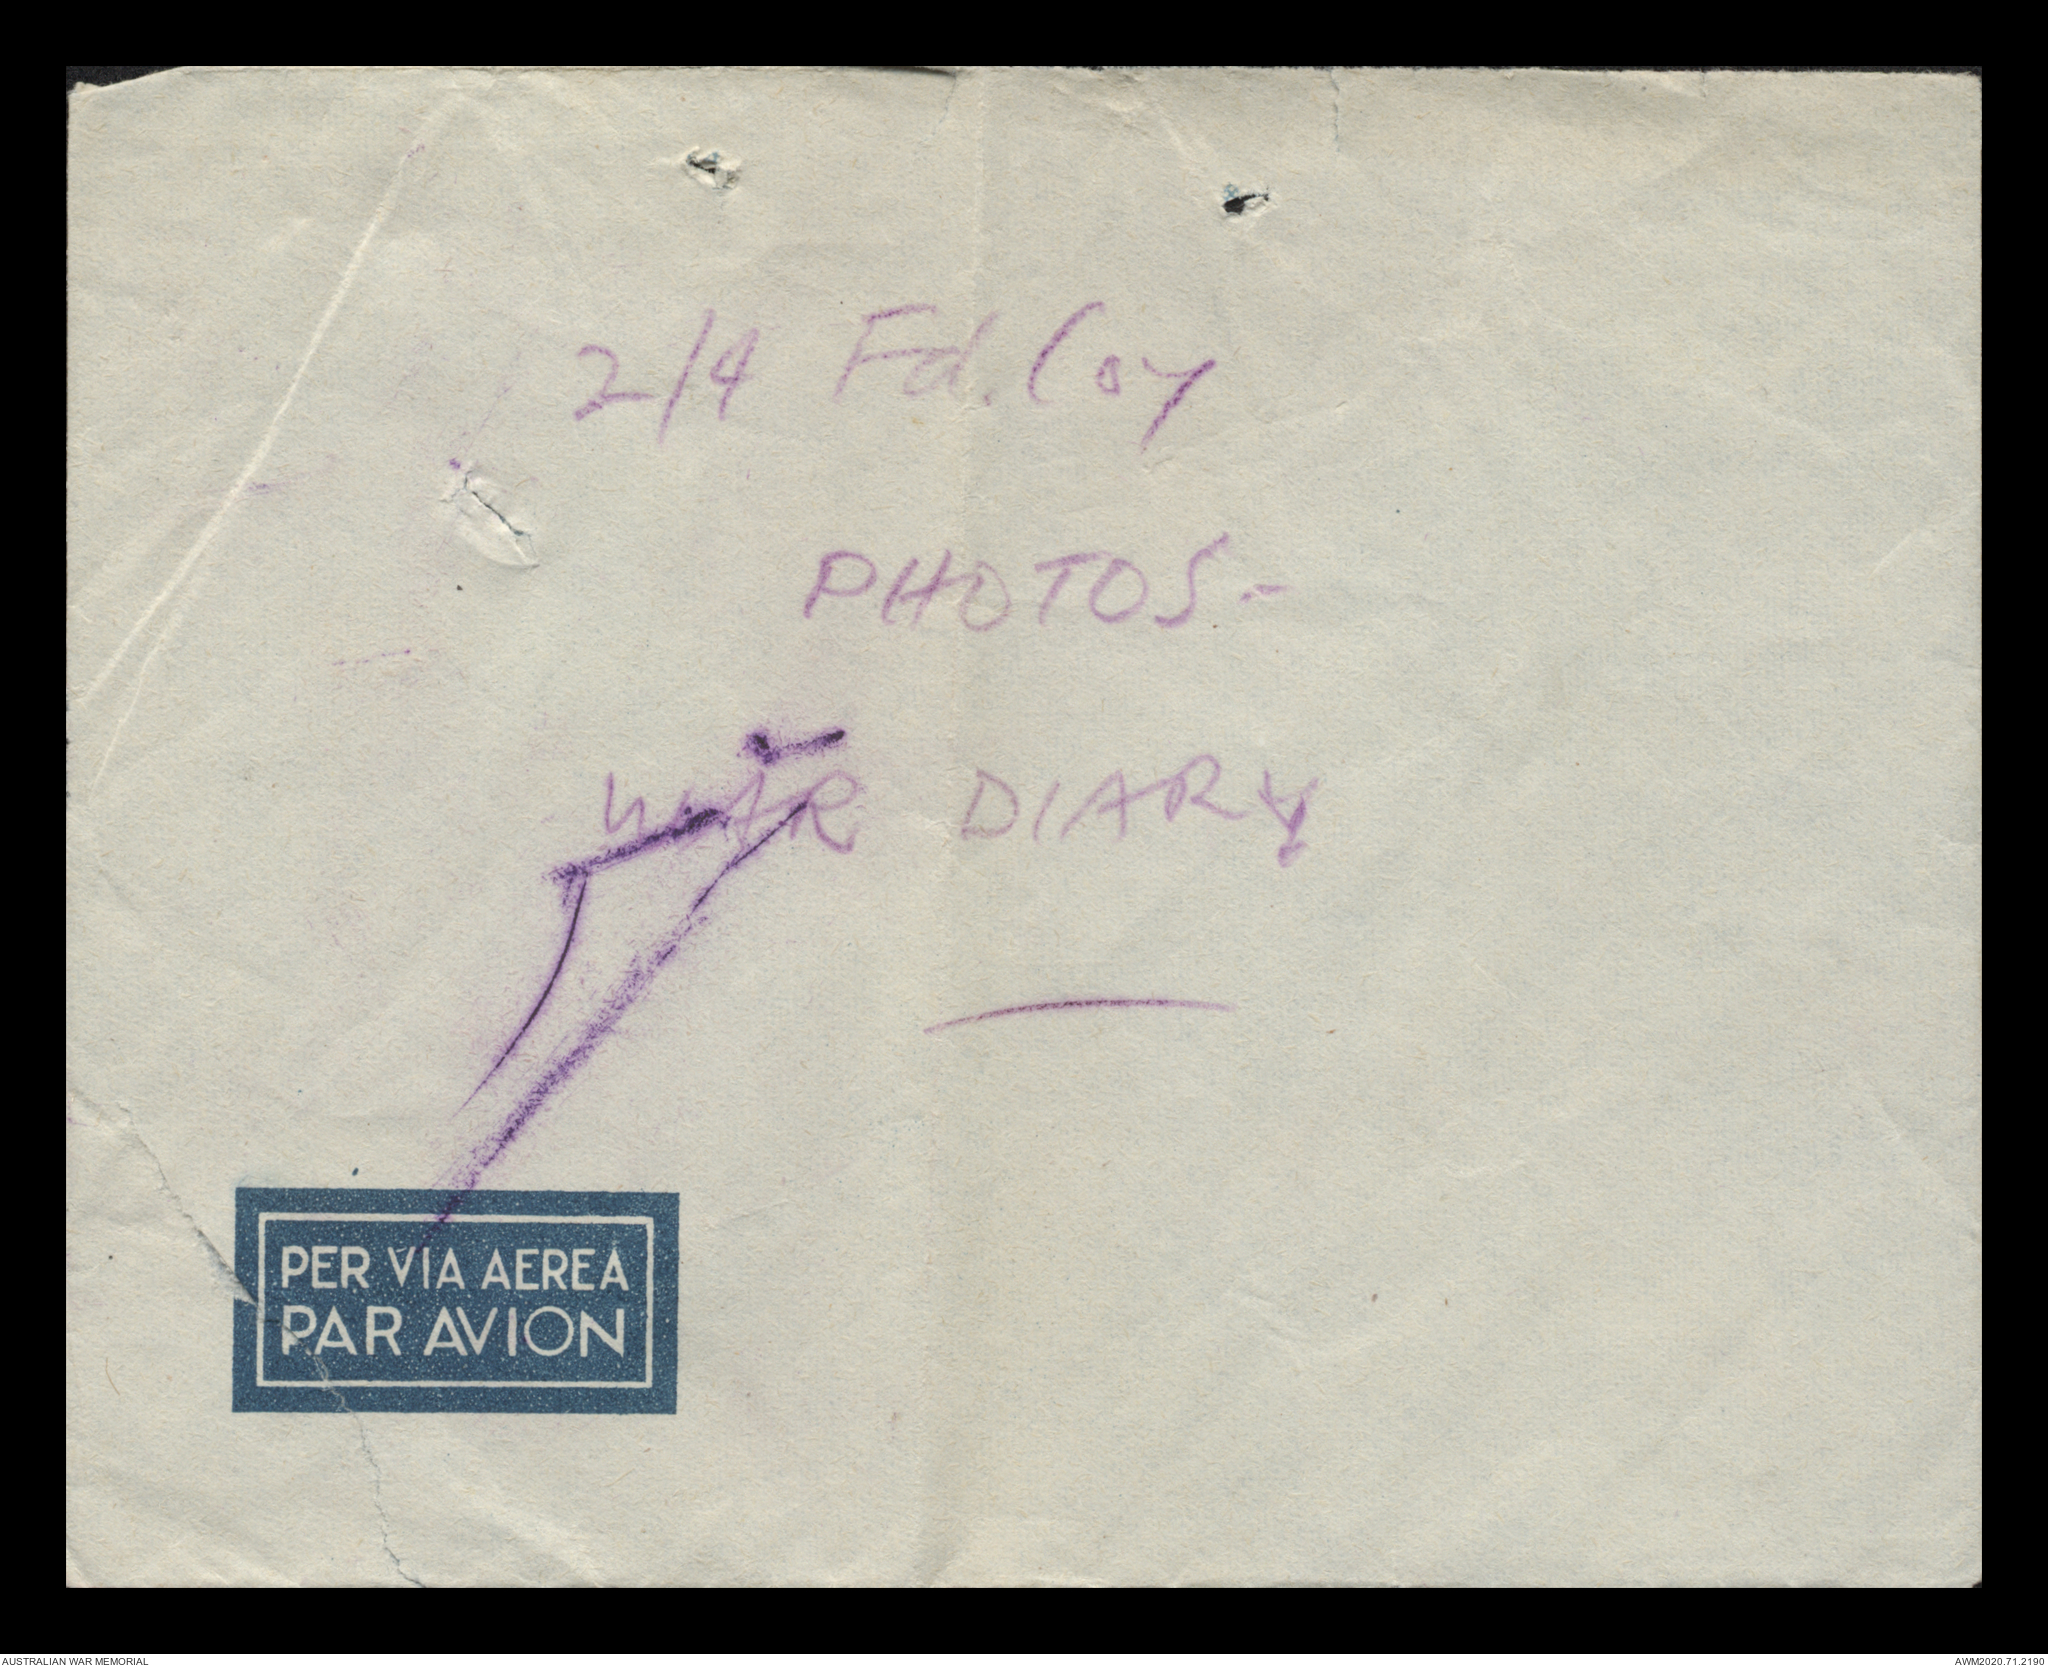 2/4 Fd. Coy
PHOTOS -
WAR DIARY
PER VIA AEREA
PAR AVION
AUSTRALIAN WAR MEMORIAL
AWM2020.71.2190